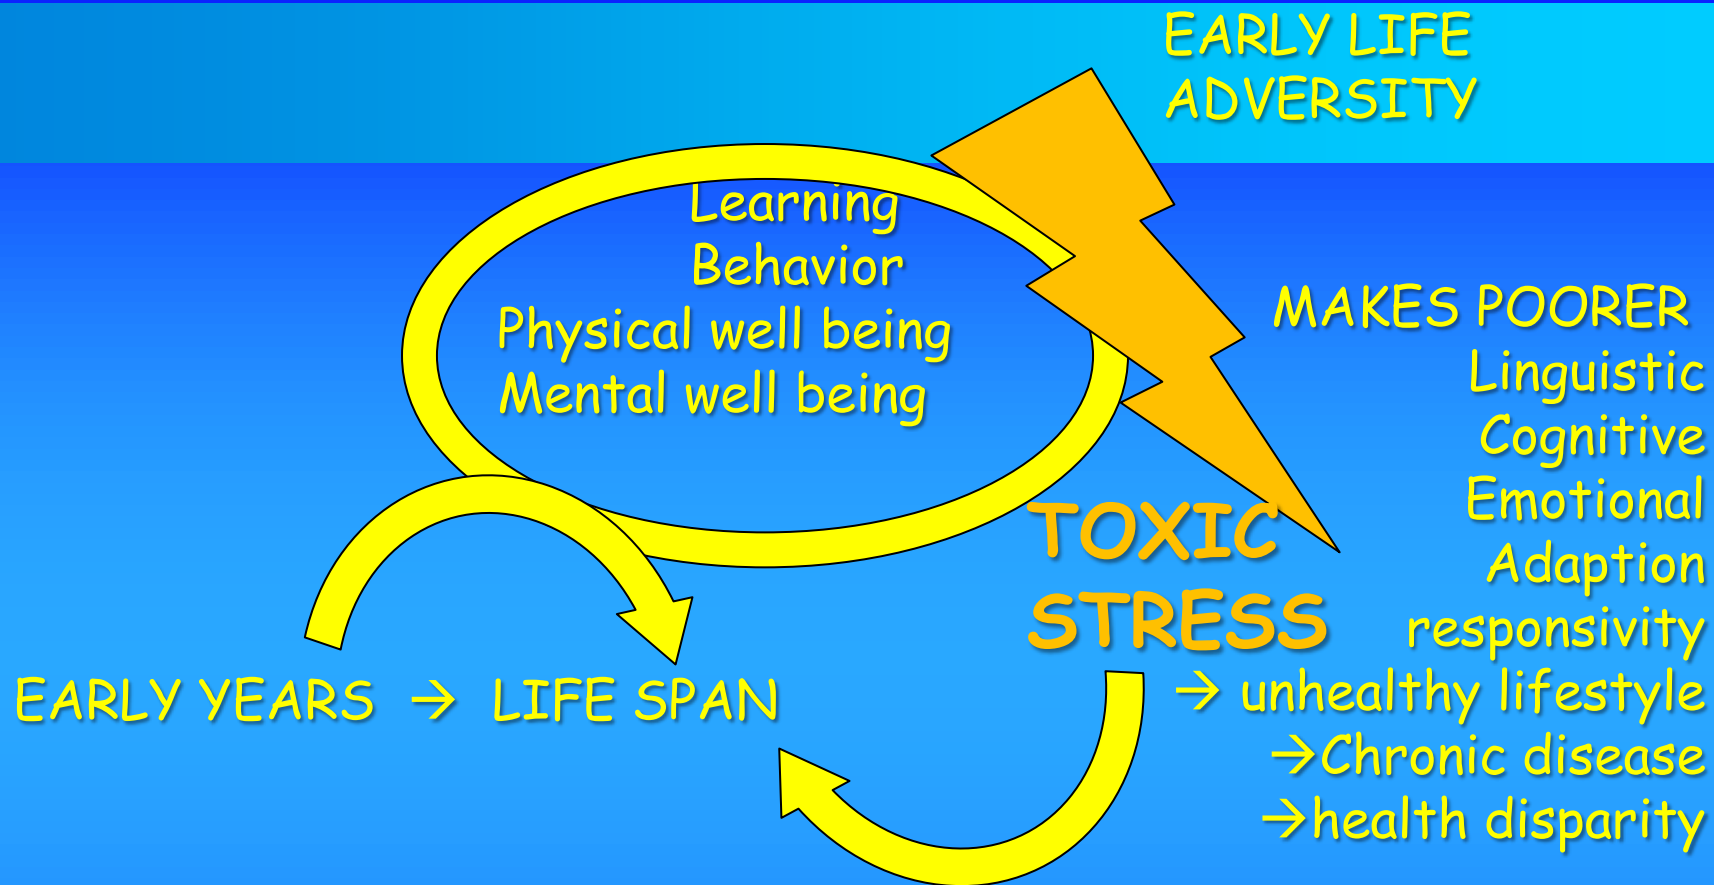 EARLY LIFE
ADVERSITY
Learning
Behavior
Physical well being
Mental well being
MAKES POORER
Linguistic
Cognitive
Emotional
Adaption
responsivity
→ unhealthy lifestyle
→Chronic disease
→health disparity
TOXIC
STRESS
EARLY YEARS → LIFE SPAN